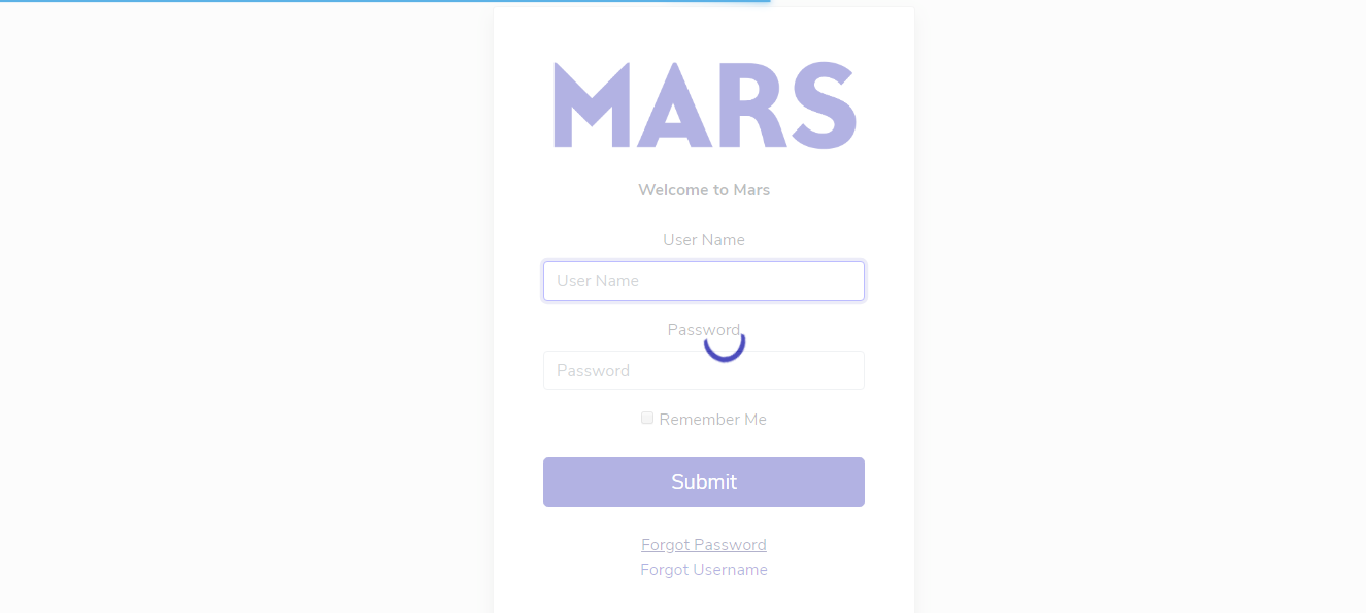 MARS
Welcome to Mars
User Name
User Name
Password
Password
Remember Me
Submit
Forgot Password
Forgot Username